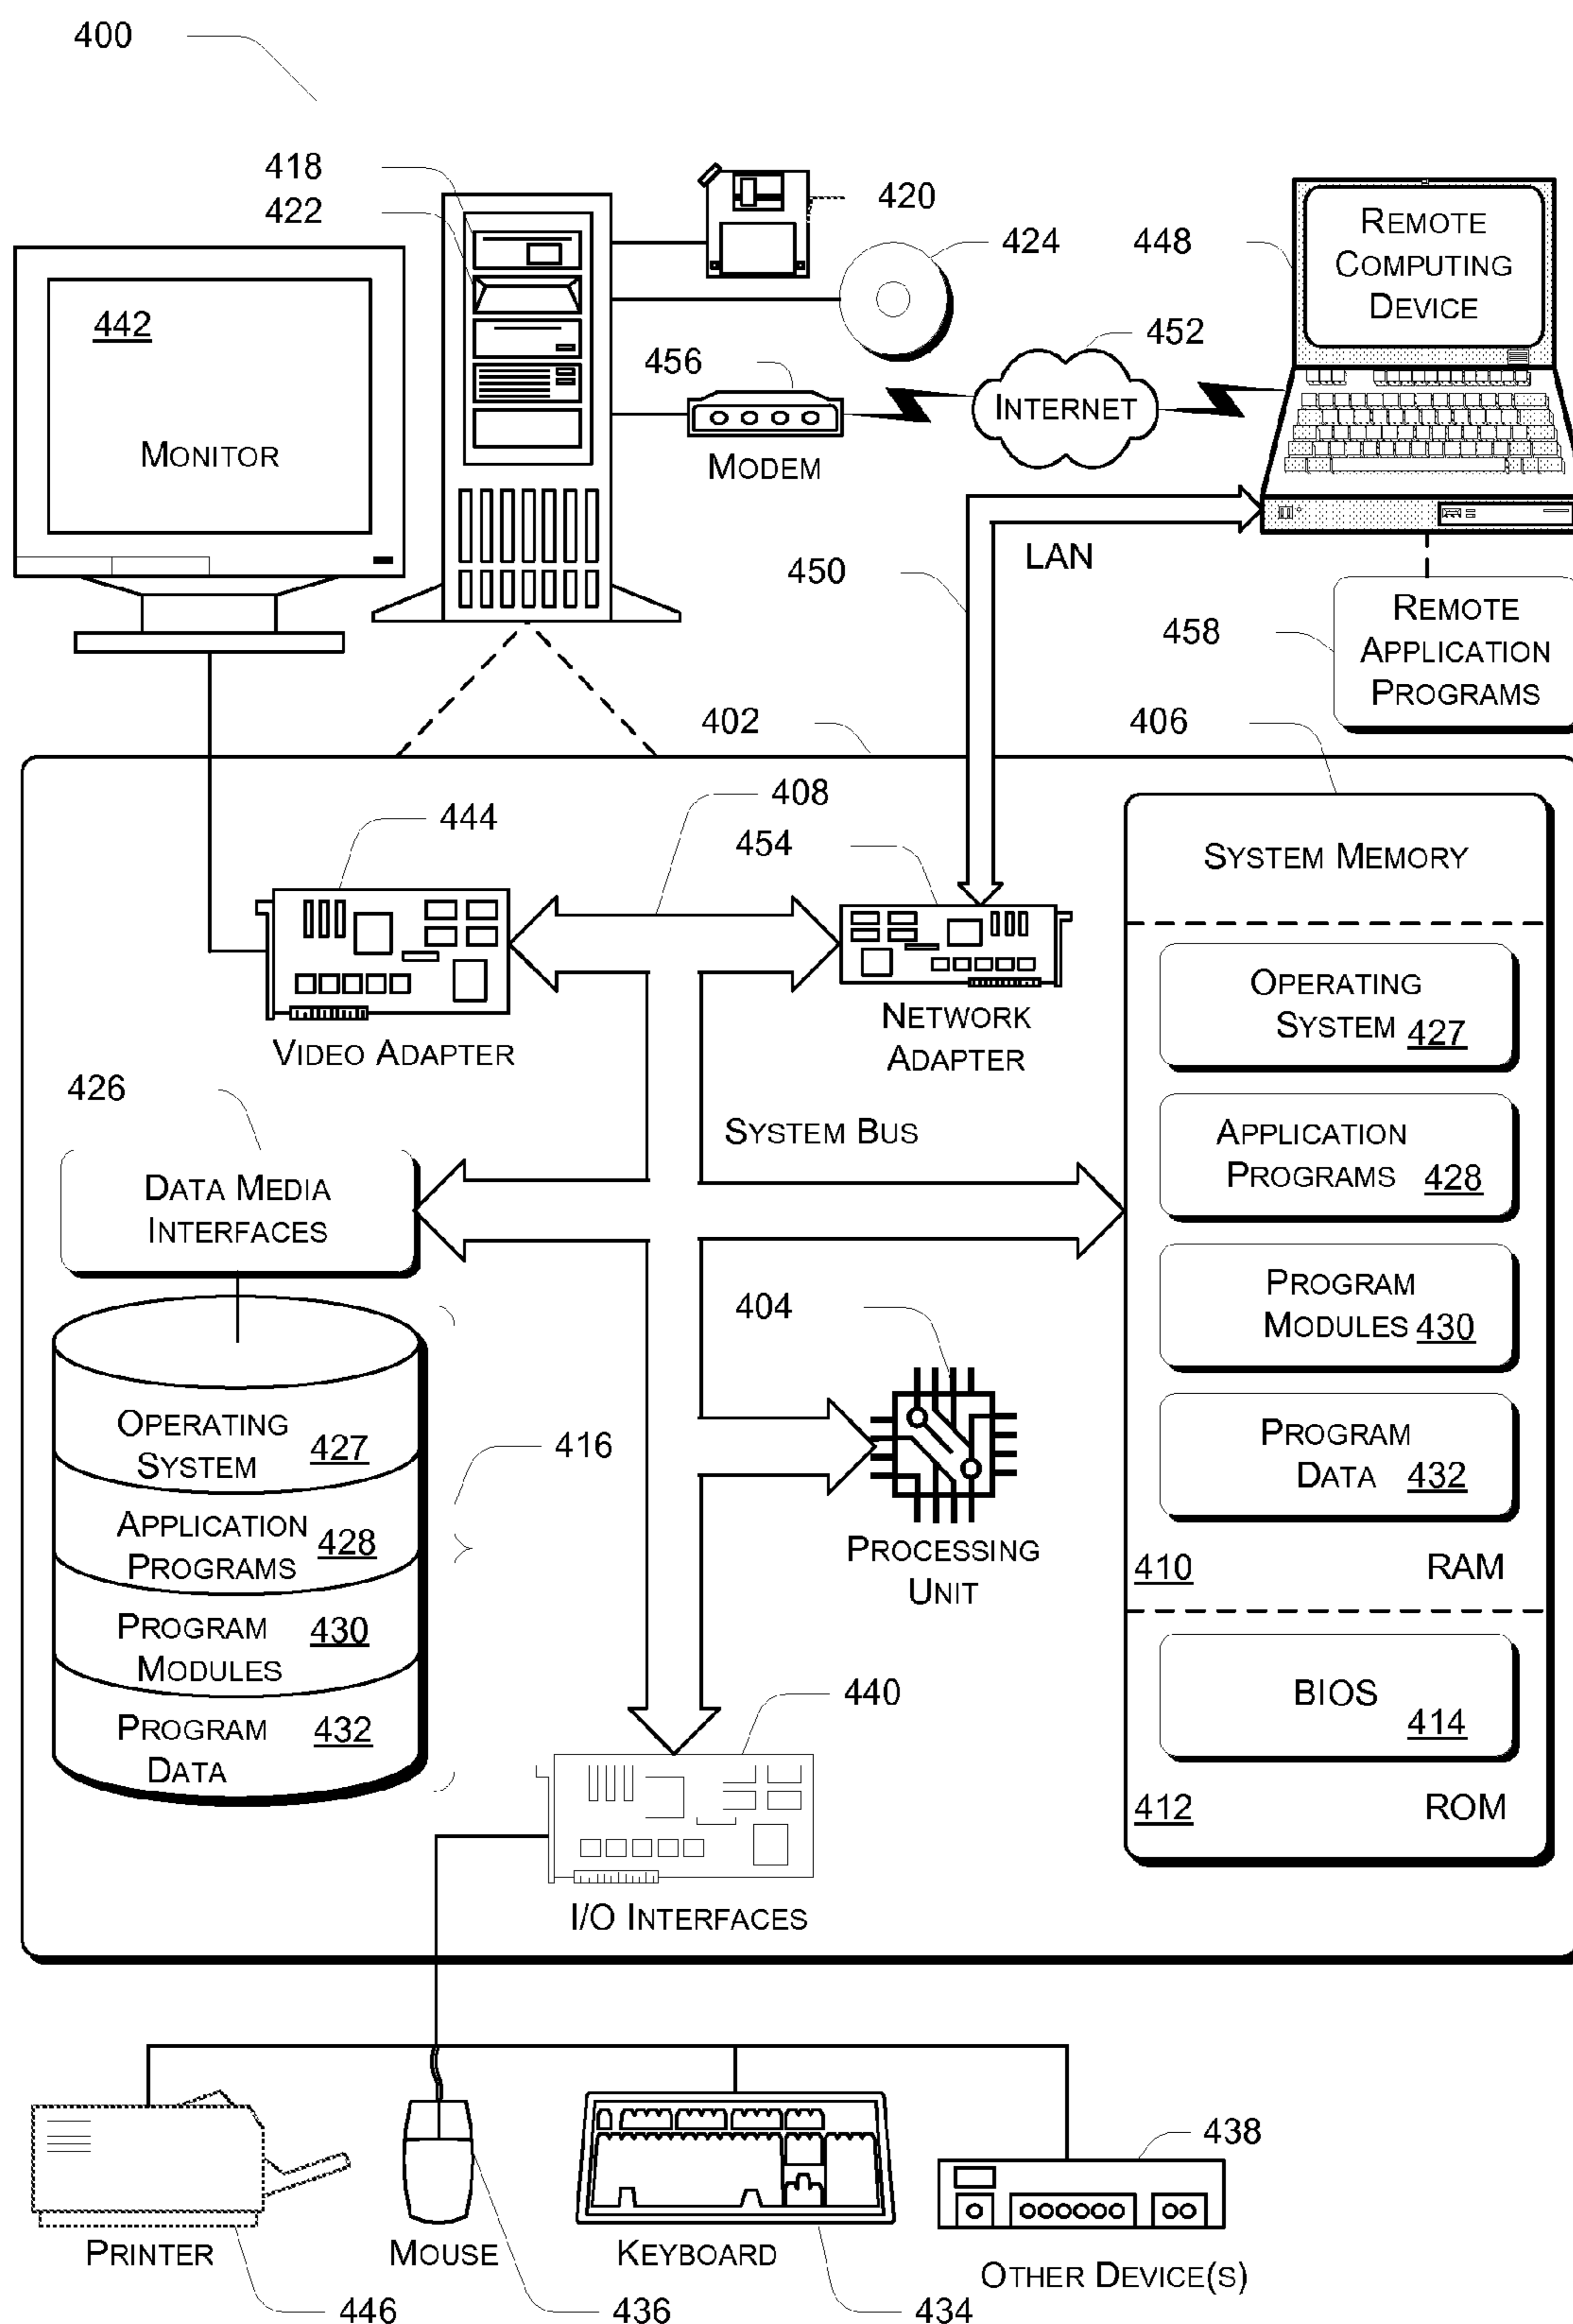 400
418
422
420
424
448
REMOTE
COMPUTING
DEVICE
442
MONITOR
456
MODEM
452
INTERNET
LAN
450
458
REMOTE
APPLICATION
PROGRAMS
402
406
408
444
454
VIDEO ADAPTER
NETWORK
ADAPTER
SYSTEM MEMORY
OPERATING
SYSTEM 427
APPLICATION
PROGRAMS 428
PROGRAM
MODULES 430
PROGRAM
DATA 432
410 RAM
BIOS
414
412 ROM
426
DATA MEDIA
INTERFACES
SYSTEM BUS
404
PROCESSING
UNIT
OPERATING
SYSTEM 427
APPLICATION
PROGRAMS 428
PROGRAM
MODULES 430
PROGRAM
DATA 432
416
440
I/O INTERFACES
438
PRINTER
MOUSE
KEYBOARD
OTHER DEVICE(S)
446
436
434